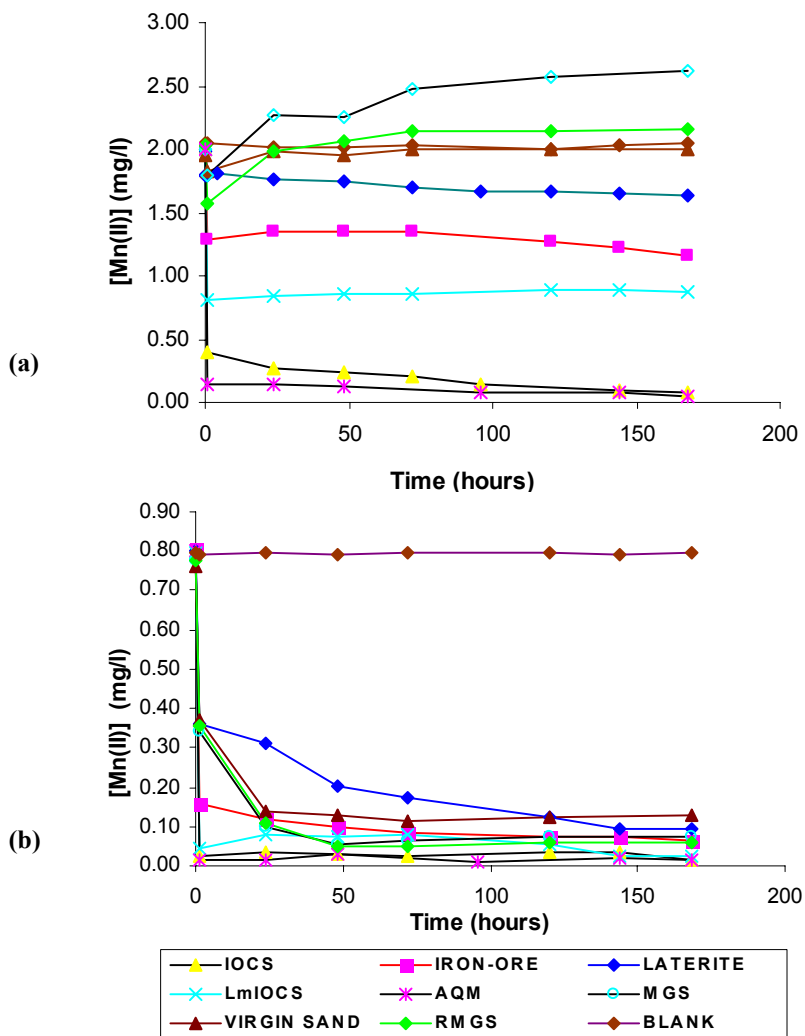 3.00
2.50
2.00
1.50
1.00
0.50
0.00
[Mn(II)] (mg/l)
(a)
0 50 100 150 200
Time (hours)
0.90
0.80
0.70
0.60
0.50
0.40
0.30
0.20
0.10
0.00
[Mn(II)] (mg/l)
(b)
0 50 100 150 200
Time (hours)
IOCS IRON-ORE LATERITE
LmIOCS AQM MGS
VIRGIN SAND RMGS BLANK